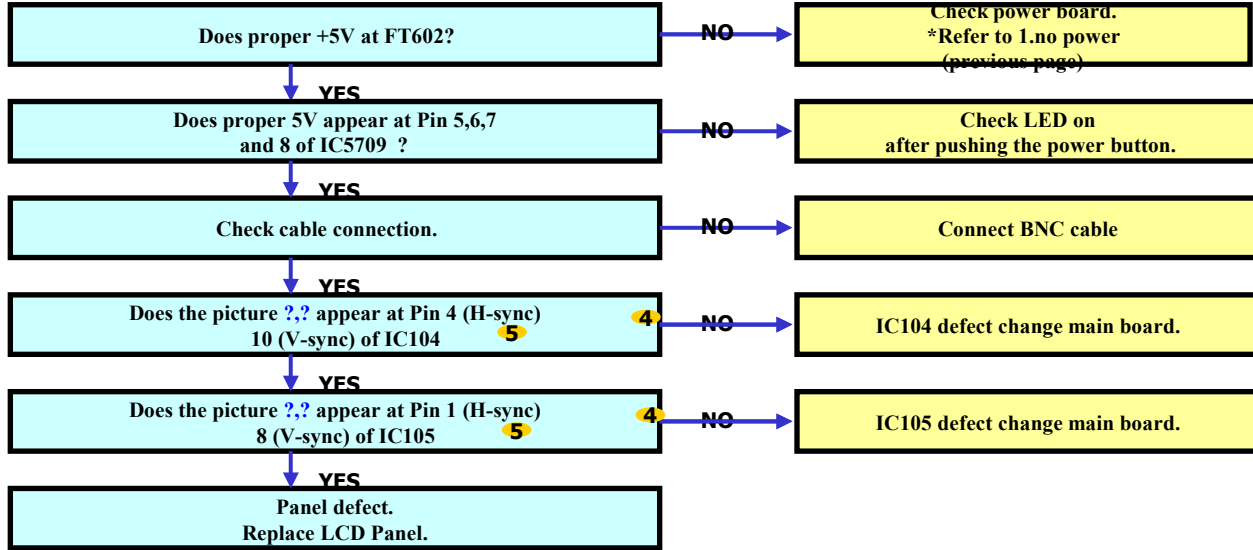 Does proper +5V at FT602?
NO
Check power board.
*Refer to 1.no power
(previous page)
YES
Does proper 5V appear at Pin 5,6,7
and 8 of IC5709 ?
NO
Check LED on
after pushing the power button.
YES
Check cable connection.
NO
Connect BNC cable
YES
Does the picture ?,? appear at Pin 4 (H-sync)
4
10 (V-sync) of IC104
5
NO
IC104 defect change main board.
YES
Does the picture ?,? appear at Pin 1 (H-sync)
4
8 (V-sync) of IC105
5
NO
IC105 defect change main board.
YES
Panel defect.
Replace LCD Panel.